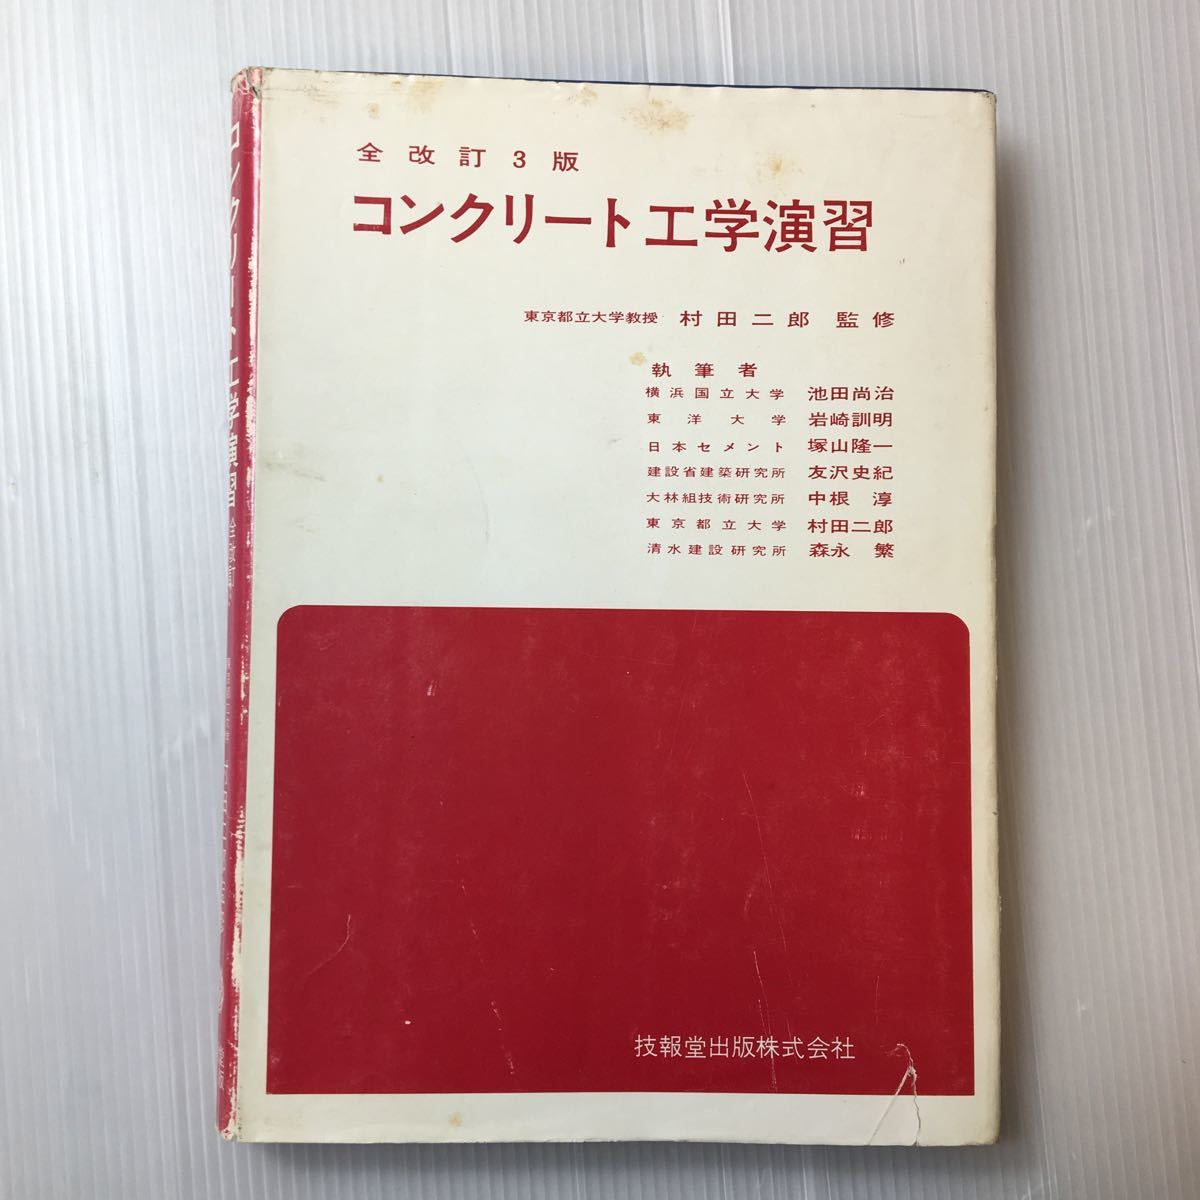 全改訂3版
コンクリート工学演習
東京都立大学教授 村田二郎 監修
執筆者
横浜国立大学 池田尚治
東洋大学 岩崎訓明
日本セメント 塚山隆一
建設省建築研究所 友沢史紀
大林組技術研究所 中根 淳
東京都立大学 村田二郎
清水建設研究所 森永 繁
技報堂出版株式会社
コンクリート工学演習